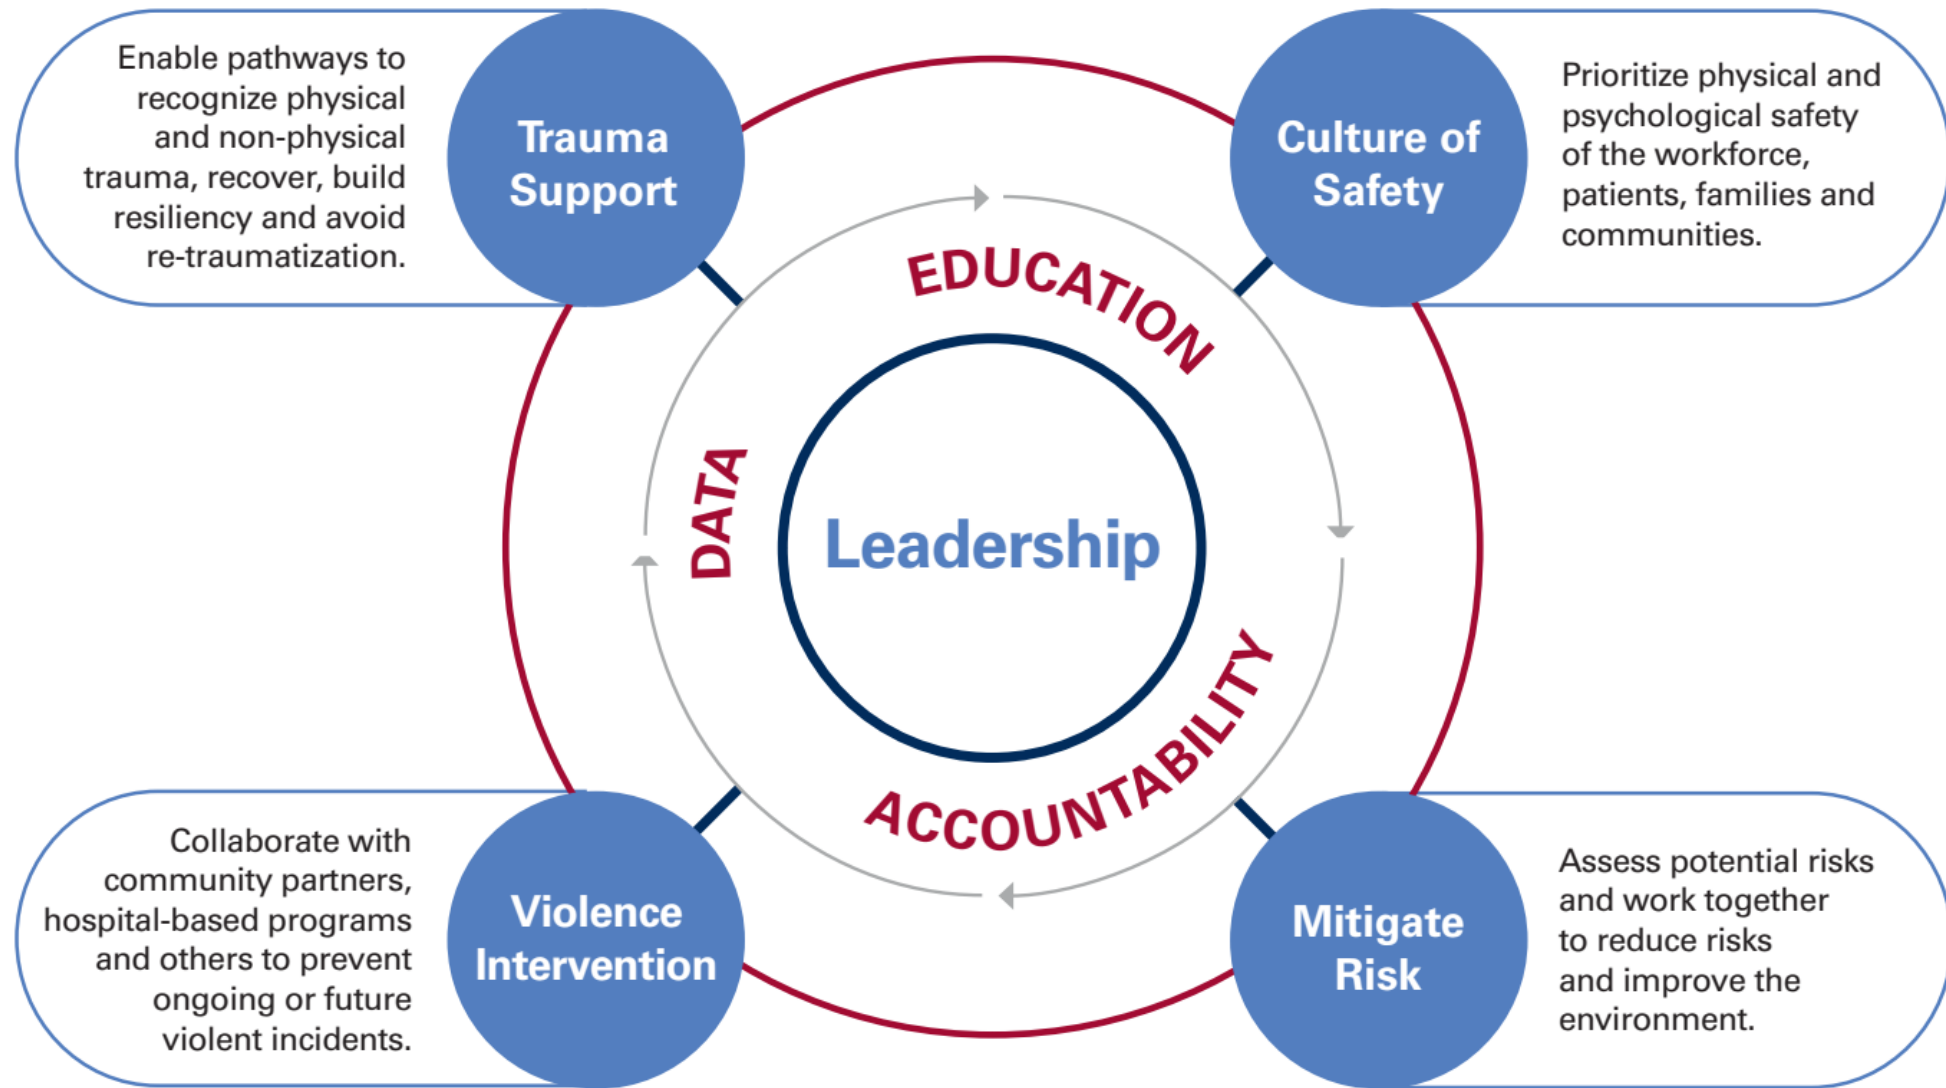 Enable pathways to
recognize physical
and non-physical
trauma, recover, build
resiliency and avoid
re-traumatization.
Trauma
Support
Culture of
Safety
Prioritize physical and
psychological safety
of the workforce,
patients, families and
communities.
EDUCATION
DATA
Leadership
ACCOUNTABILITY
Collaborate with
community partners,
hospital-based programs
and others to prevent
ongoing or future
violent incidents.
Violence
Intervention
Mitigate
Risk
Assess potential risks
and work together
to reduce risks
and improve the
environment.